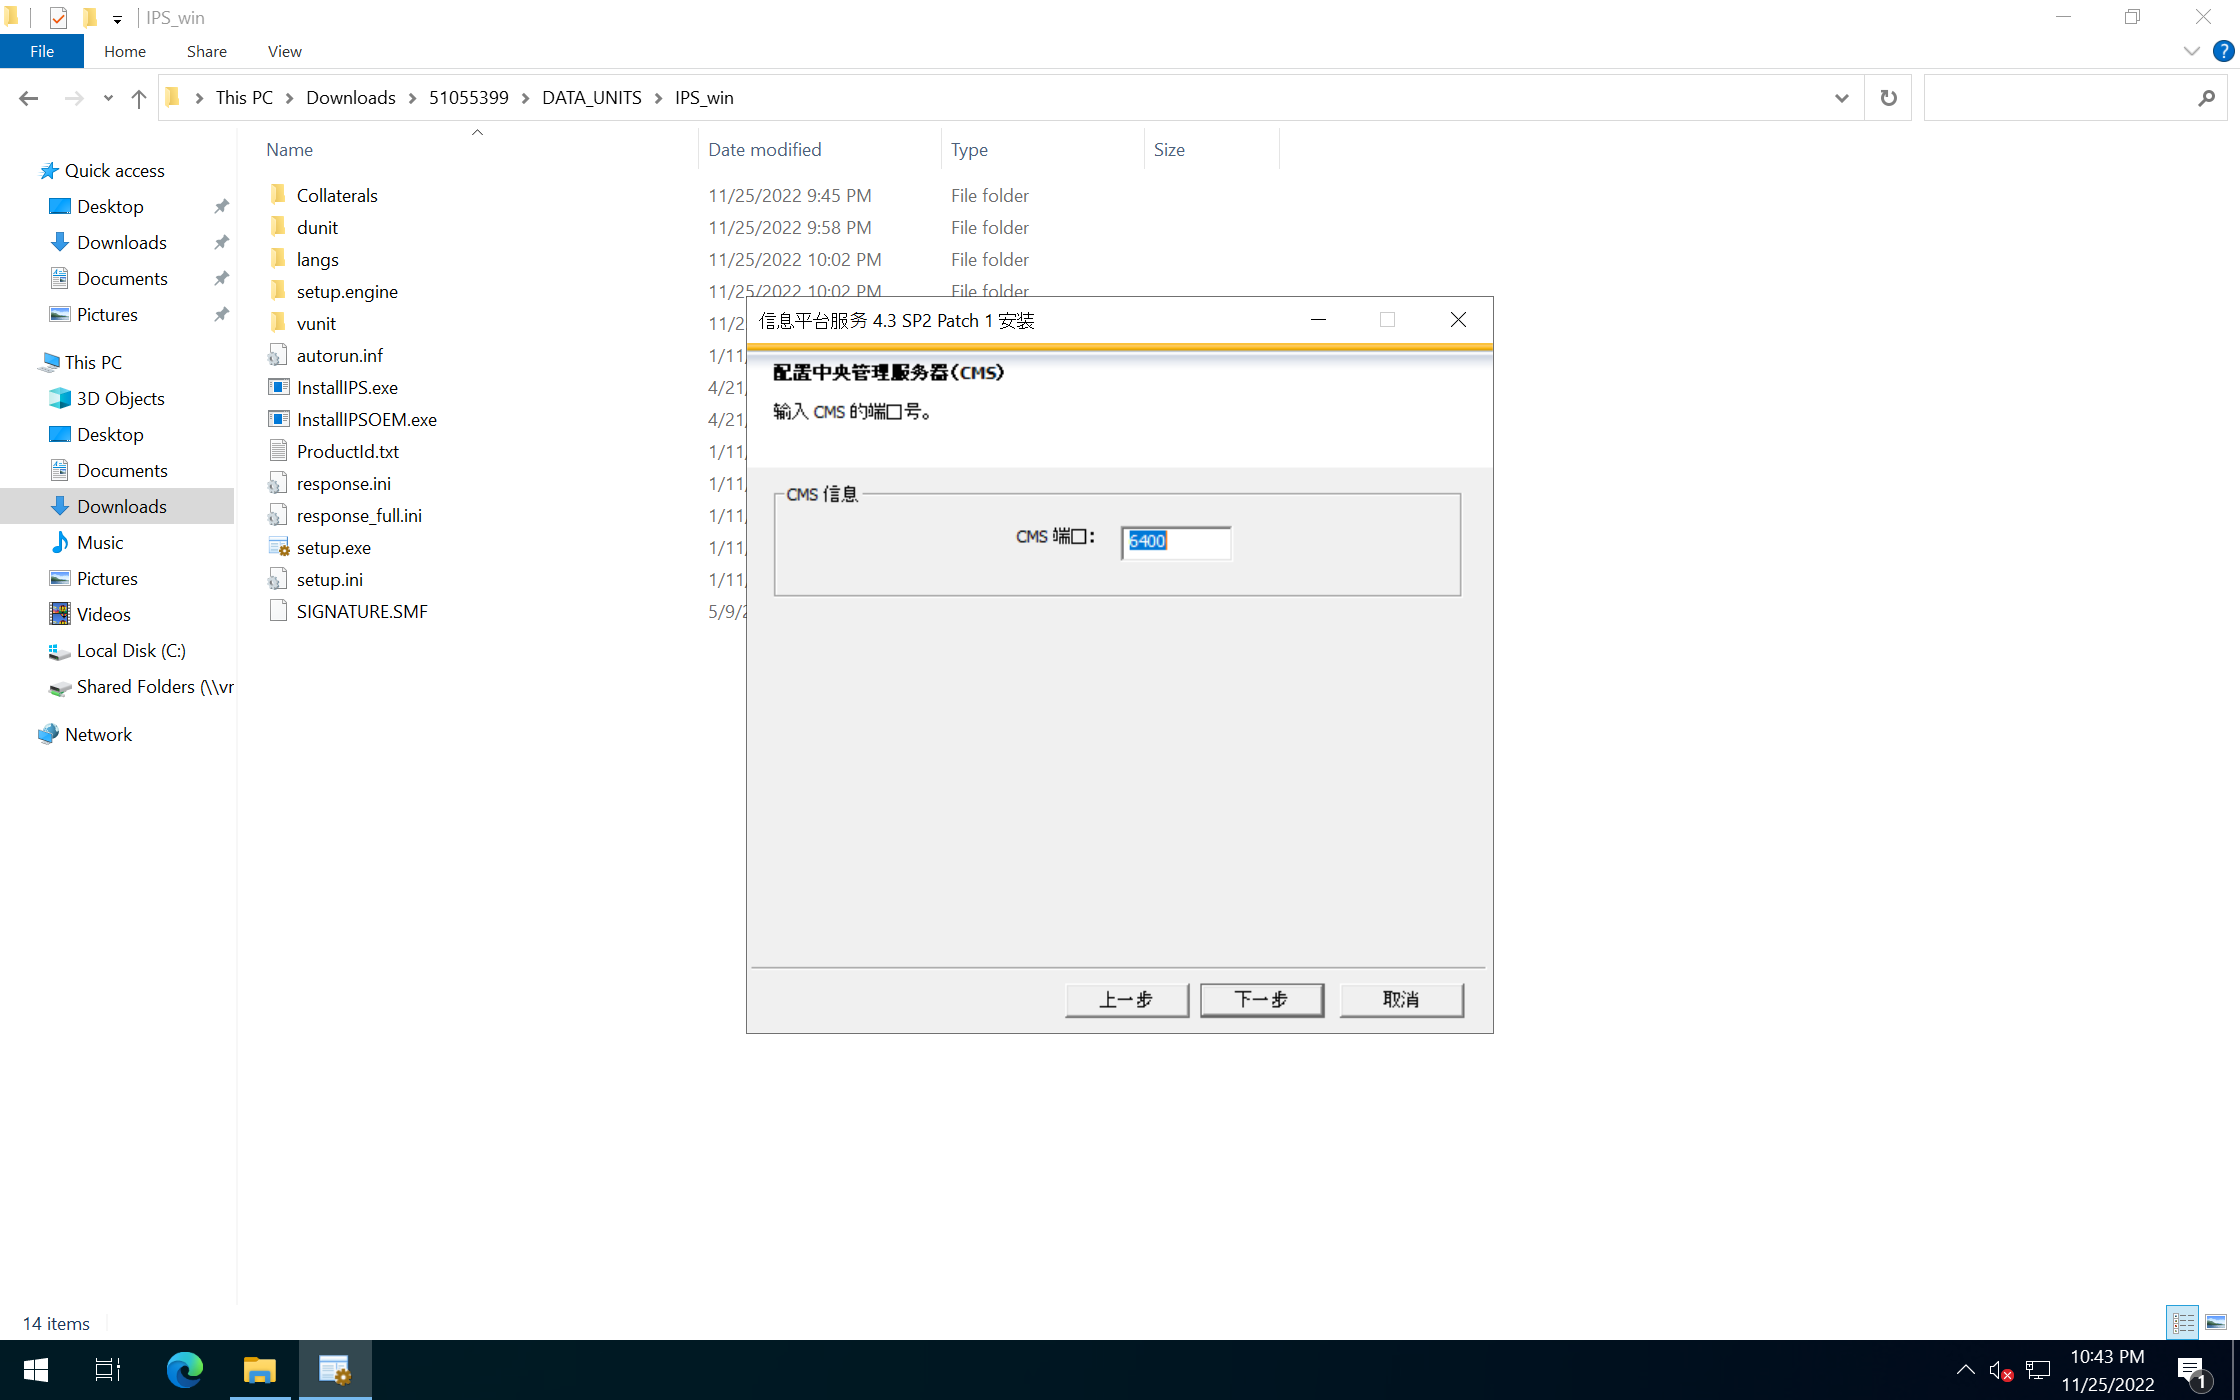 IPS_win
File Home Share View
This PC Downloads 51055399 DATA_UNITS IPS_win
Name Date modified Type Size
Quick access
Desktop
Downloads
Documents
Pictures
This PC
3D Objects
Desktop
Documents
Downloads
Music
Pictures
Videos
Local Disk (C:)
Shared Folders (\\vr
Network
Collaterals 11/25/2022 9:45 PM File folder
dunit 11/25/2022 9:58 PM File folder
langs 11/25/2022 10:02 PM File folder
setup.engine 11/25/2022 10:02 PM File folder
vunit 11/2
autorun.inf 1/11/
InstallIPS.exe 4/21/
InstallIPSOEM.exe 4/21/
ProductId.txt 1/11/
response.ini 1/11/
response_full.ini 1/11/
setup.exe 1/11/
setup.ini 1/11/
SIGNATURE.SMF 5/9/2
信息平台服务 4.3 SP2 Patch 1 安装
配置中央管理服务器(CMS)
输入 CMS 的端口号。
CMS 信息
CMS 端口: 6400
上一步 下一步 取消
14 items
10:43 PM
11/25/2022
1